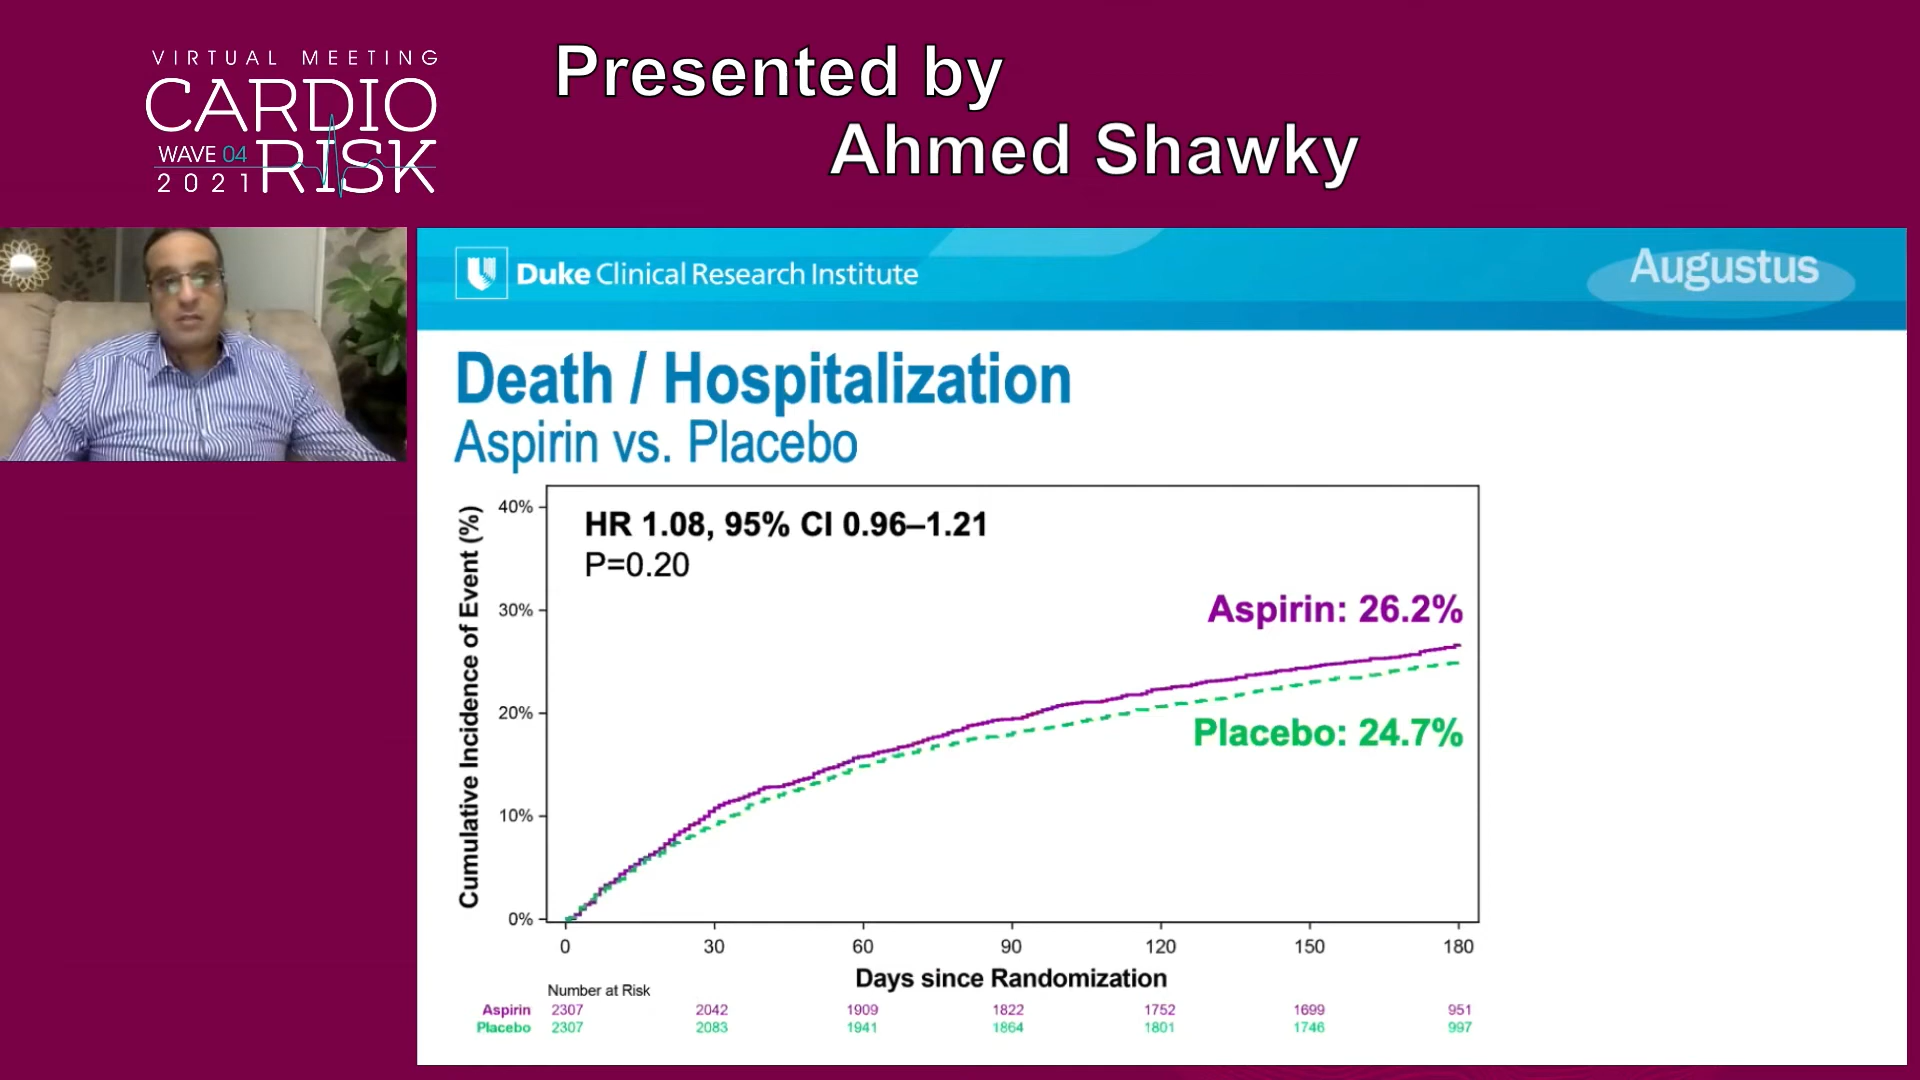 VIRTUAL MEETING
CARDIO
WAVE 04
RISK
2021
Presented by
Ahmed Shawky
Duke Clinical Research Institute
Augustus
Death / Hospitalization
Aspirin vs. Placebo
Cumulative Incidence of Event (%)
40%
30%
20%
10%
0%
HR 1.08, 95% CI 0.96–1.21
P=0.20
Aspirin: 26.2%
Placebo: 24.7%
0 30 60 90 120 150 180
Days since Randomization
Number at Risk
Aspirin 2307 2042 1909 1822 1752 1699 951
Placebo 2307 2083 1941 1864 1801 1746 997